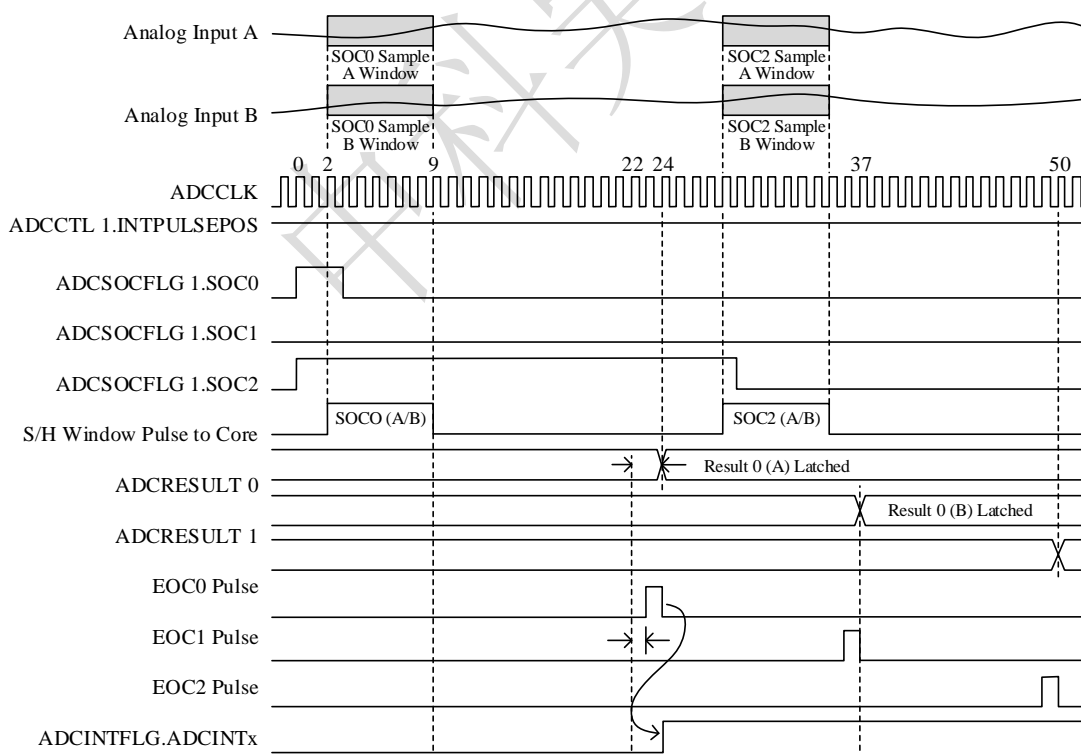 Analog Input A
SOC0 Sample
A Window
SOC2 Sample
A Window
Analog Input B
SOC0 Sample
B Window
SOC2 Sample
B Window
0 2 9 22 24 37 50
ADCCLK
ADCCTL 1.INTPULSEPOS
ADCSOCFLG 1.SOC0
ADCSOCFLG 1.SOC1
ADCSOCFLG 1.SOC2
S/H Window Pulse to Core
SOCO (A/B)
SOC2 (A/B)
ADCRESULT 0
Result 0 (A) Latched
ADCRESULT 1
Result 0 (B) Latched
EOC0 Pulse
EOC1 Pulse
EOC2 Pulse
ADCINTFLG.ADCINTx
中科